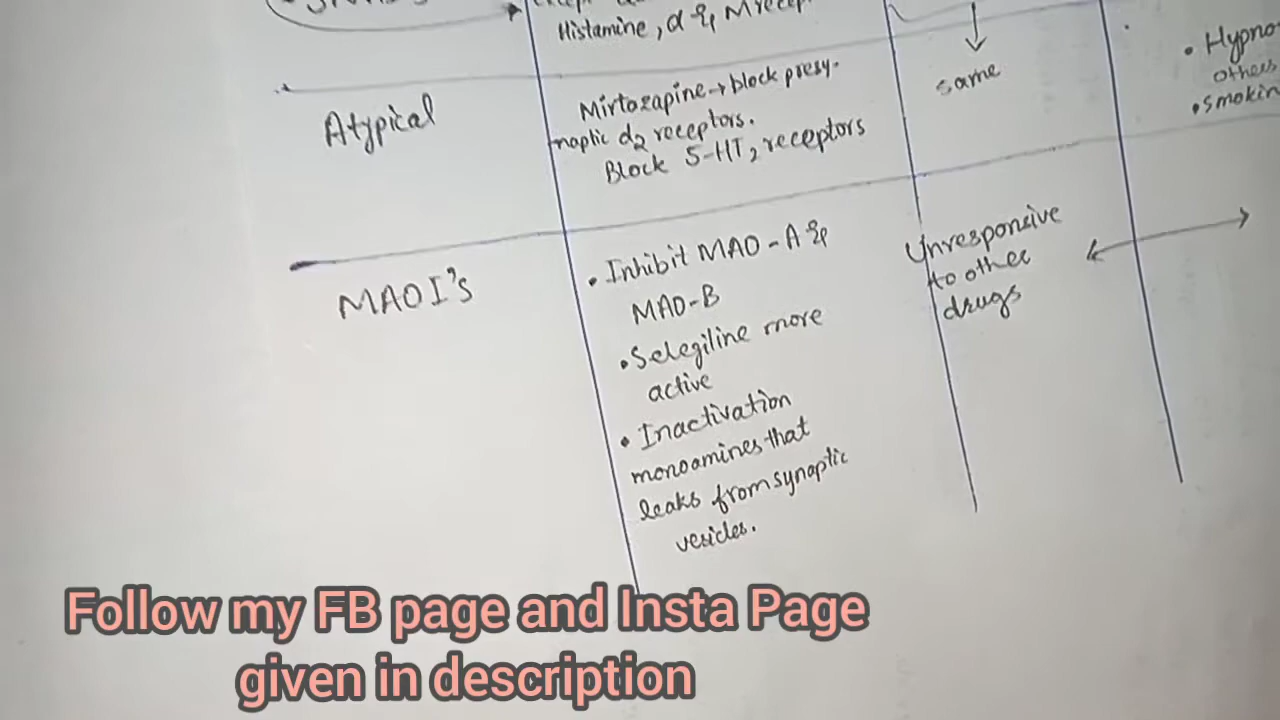 Histamine, α & M recep
Atypical
Mirtazapine→block presy-
naptic α2 receptors.
Block 5-HT2 receptors
same
• Hypno
others
• smokin
MAOI's
• Inhibit MAO-A &
MAO-B
• Selegiline more
active
• Inactivation
monoamines that
leaks from synaptic
vesicles.
Unresponsive
to other
drugs
Follow my FB page and Insta Page
given in description